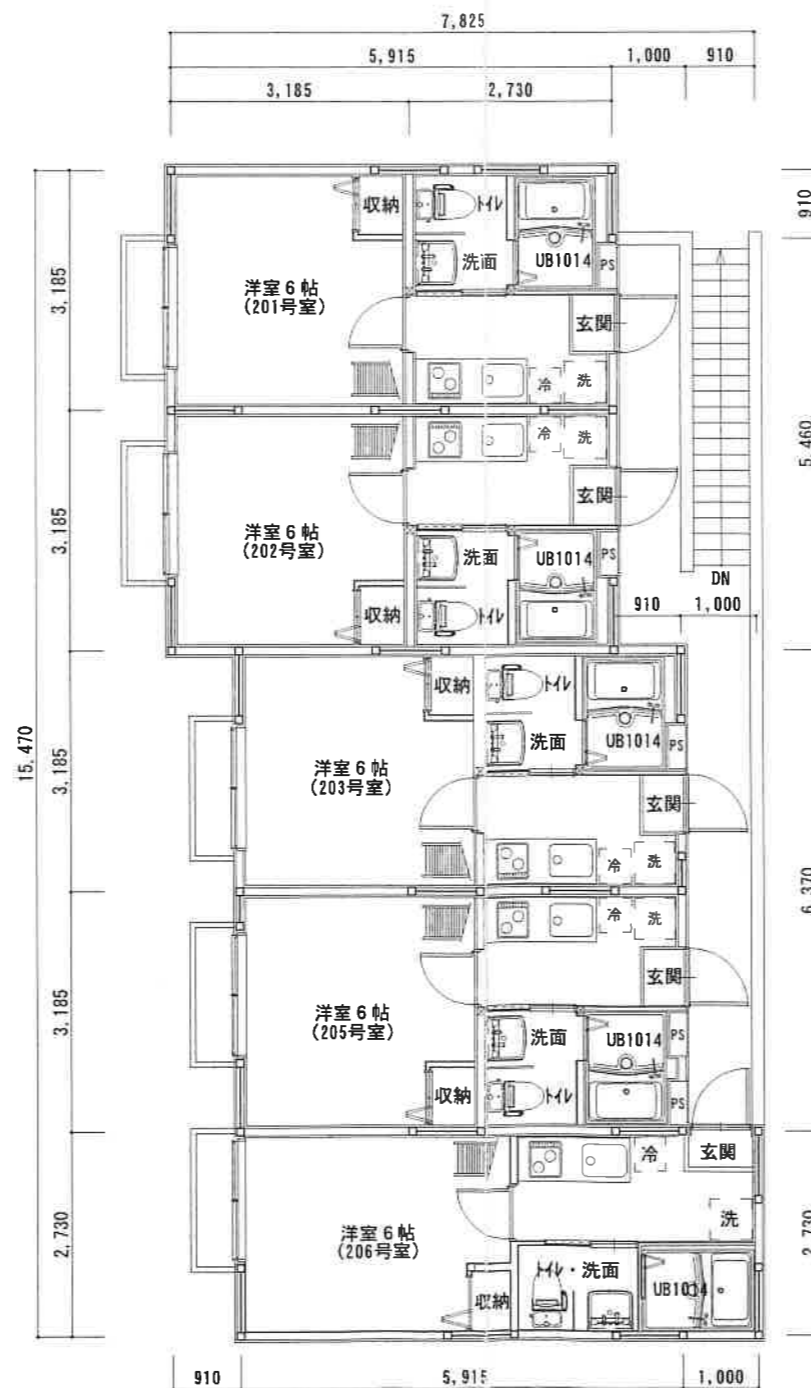 7,825
5,915 1,000 910
3,185 2,730
910
3,185
収納 トイレ
UB1014 PS
洗面
洋室6帖
(201号室)
玄関
冷 洗
5,460
冷 洗
3,185
洋室6帖
(202号室)
玄関
洗面 UB1014 PS
収納 トイレ
DN
910 1,000
15,470
収納 トイレ
洗面 UB1014 PS
3,185
洋室6帖
(203号室)
玄関
冷 洗
6,370
冷 洗
玄関
3,185
洋室6帖
(205号室)
洗面 UB1014 PS
収納 トイレ PS
冷 玄関
洗
2,730
洋室6帖
(206号室)
2,730
トイレ・洗面
収納 UB1014
910 5,915 1,000